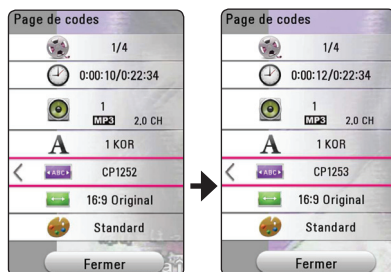 Page de codes
1/4
0:00:10/0:22:34
1
MP3 2,0 CH
A 1 KOR
ABC CP1252
16:9 Original
Standard
Fermer
Page de codes
1/4
0:00:12/0:22:34
1
MP3 2,0 CH
A 1 KOR
ABC CP1253
16:9 Original
Standard
Fermer